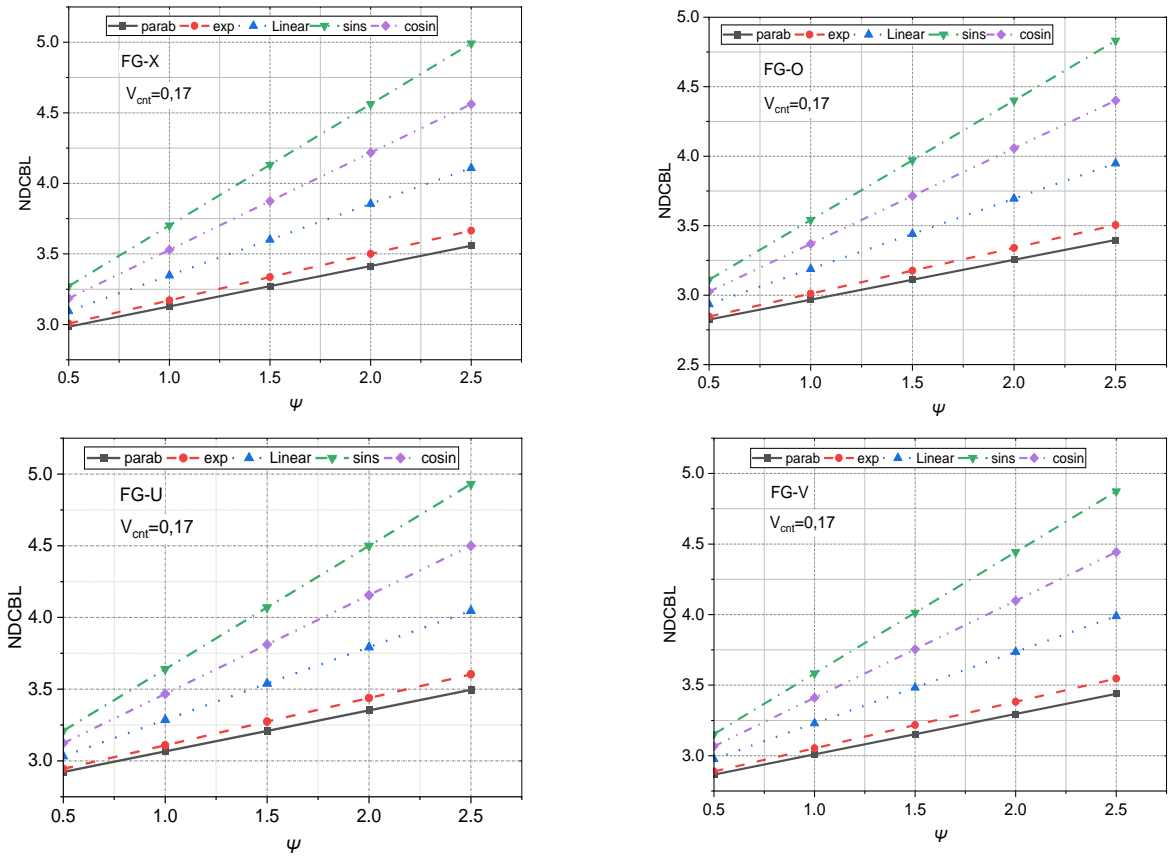 parab exp Linear sins cosin
FG-X
V_cnt=0,17
5.0
4.5
4.0
3.5
3.0
NDCBL
0.5 1.0 1.5 2.0 2.5
Ψ
parab exp Linear sins cosin
FG-O
V_cnt=0,17
5.0
4.5
4.0
3.5
3.0
2.5
NDCBL
0.5 1.0 1.5 2.0 2.5
Ψ
parab exp Linear sins cosin
FG-U
V_cnt=0,17
5.0
4.5
4.0
3.5
3.0
NDCBL
0.5 1.0 1.5 2.0 2.5
Ψ
parab exp Linear sins cosin
FG-V
V_cnt=0,17
5.0
4.5
4.0
3.5
3.0
NDCBL
0.5 1.0 1.5 2.0 2.5
Ψ